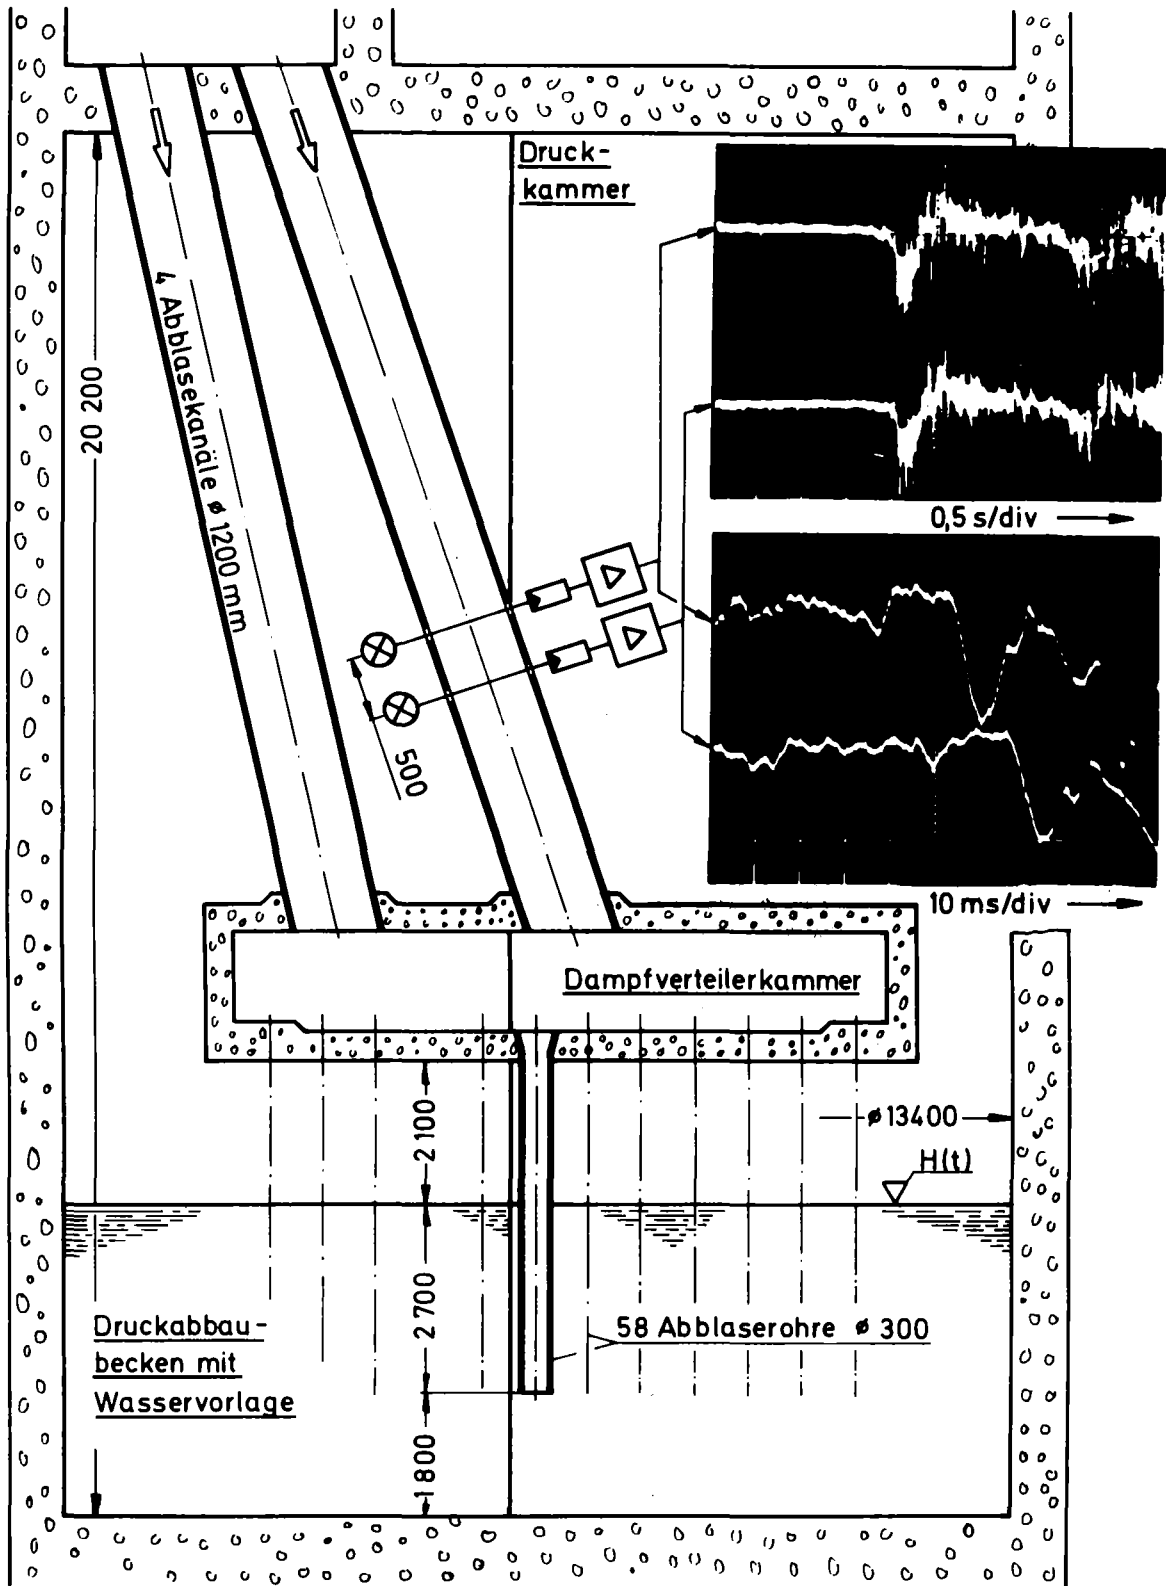 Druck-
kammer
4 Abblasekanäle ø 1200 mm
20 200
0,5 s/div
500
10 ms/div
Dampfverteilerkammer
2100
ø 13400
H(t)
2700
58 Abblaserohre ø 300
Druckabbau-
becken mit
Wasservorlage
1800